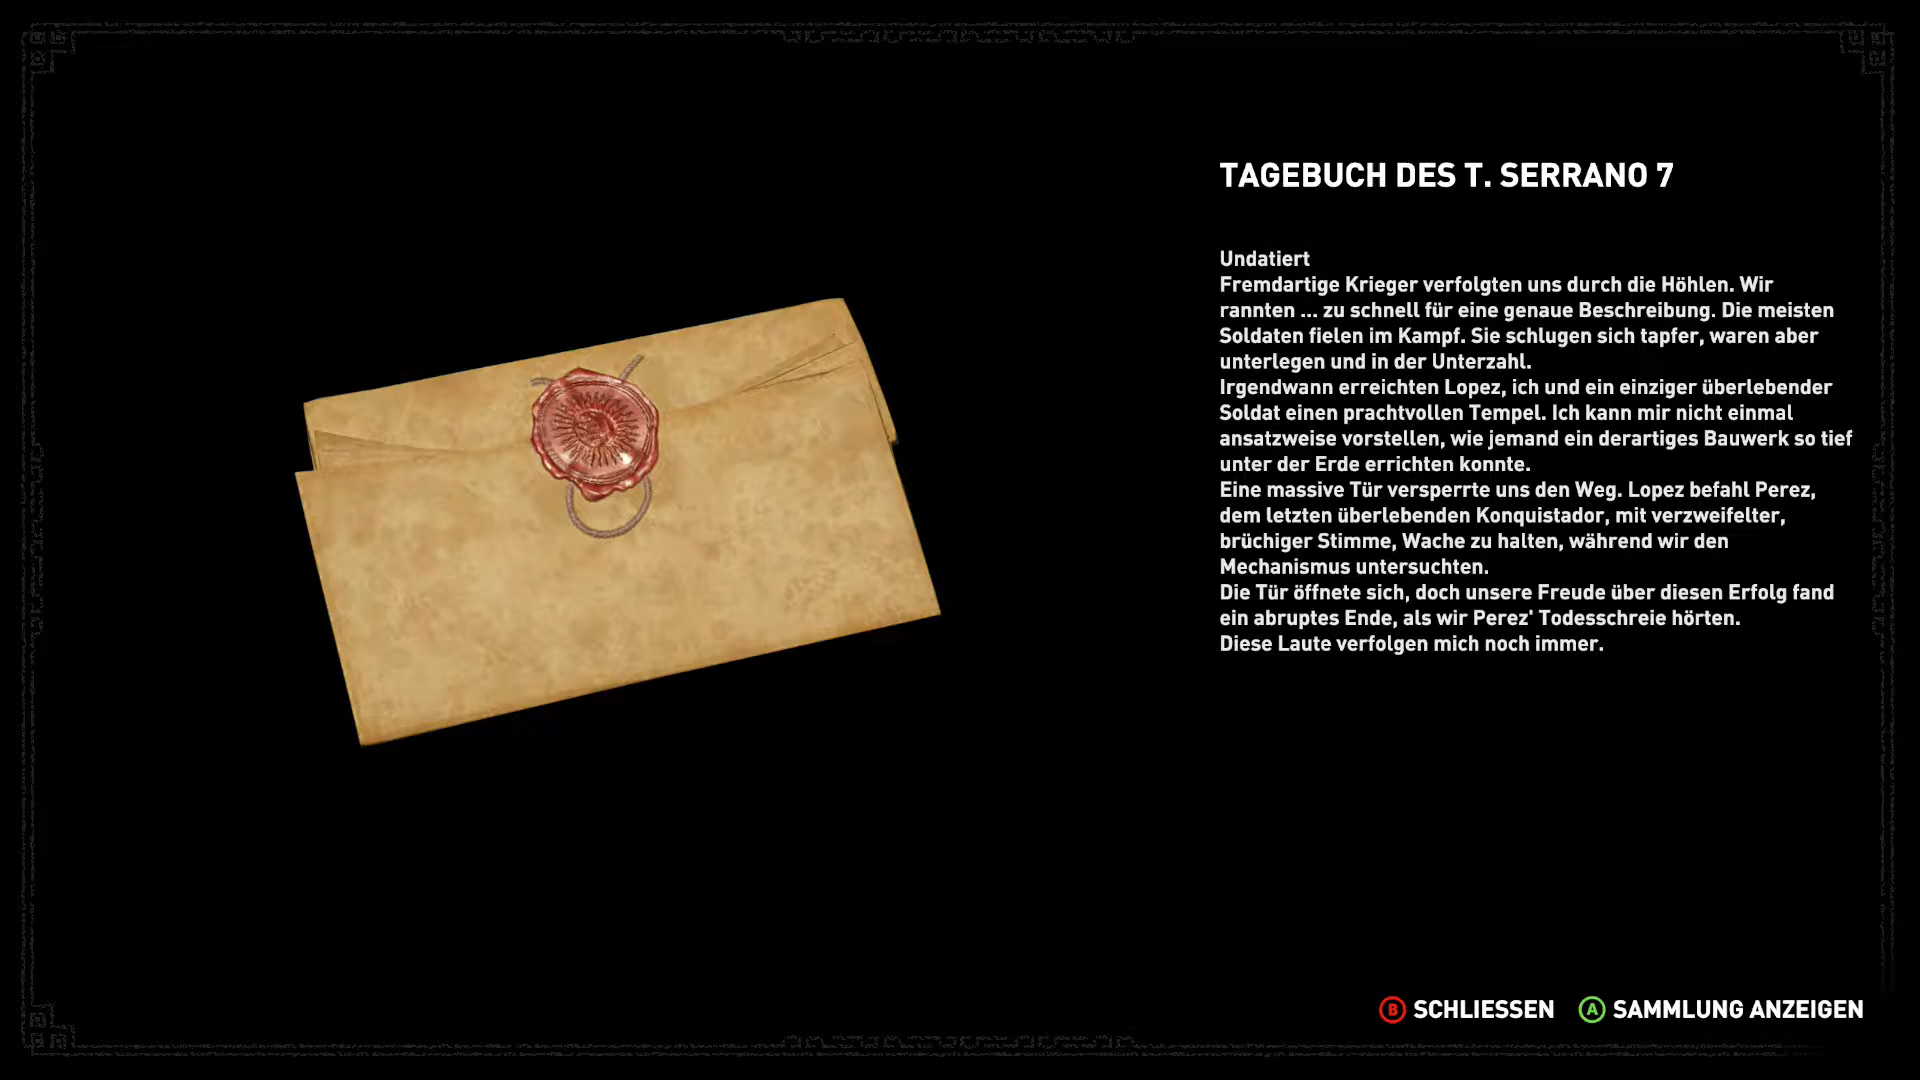 TAGEBUCH DES T. SERRANO 7
Undatiert
Fremdartige Krieger verfolgten uns durch die Höhlen. Wir
rannten ... zu schnell für eine genaue Beschreibung. Die meisten
Soldaten fielen im Kampf. Sie schlugen sich tapfer, waren aber
unterlegen und in der Unterzahl.
Irgendwann erreichten Lopez, ich und ein einziger überlebender
Soldat einen prachtvollen Tempel. Ich kann mir nicht einmal
ansatzweise vorstellen, wie jemand ein derartiges Bauwerk so tief
unter der Erde errichten konnte.
Eine massive Tür versperrte uns den Weg. Lopez befahl Perez,
dem letzten überlebenden Konquistador, mit verzweifelter,
brüchiger Stimme, Wache zu halten, während wir den
Mechanismus untersuchten.
Die Tür öffnete sich, doch unsere Freude über diesen Erfolg fand
ein abruptes Ende, als wir Perez' Todesschreie hörten.
Diese Laute verfolgen mich noch immer.
B SCHLIESSEN A SAMMLUNG ANZEIGEN